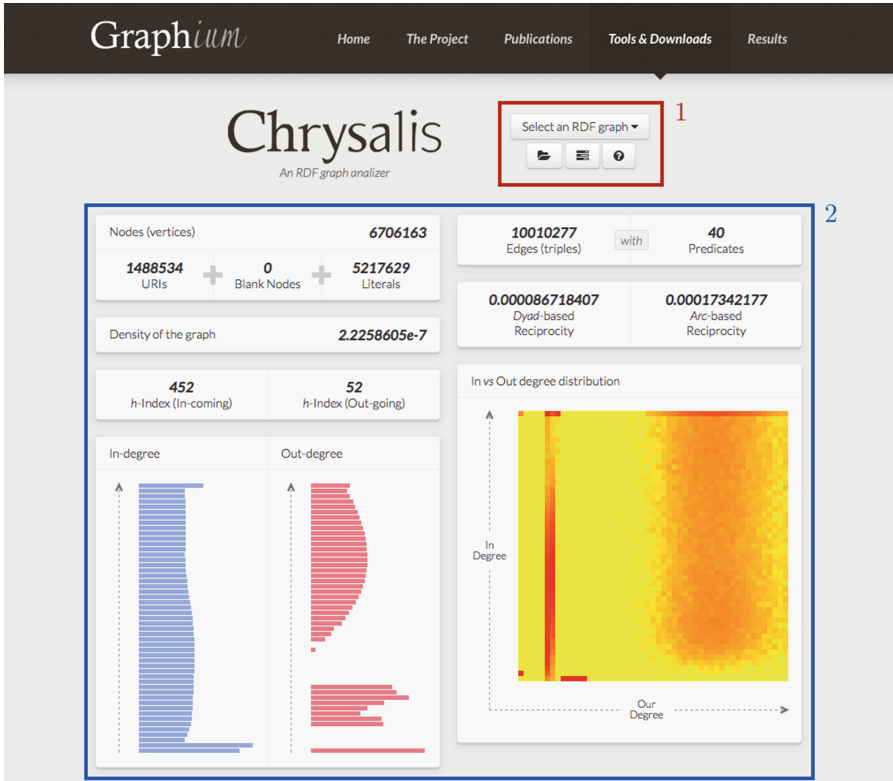 Graphium
Home The Project Publications Tools & Downloads Results
Chrysalis
An RDF graph analizer
Select an RDF graph
1
2
Nodes (vertices) 6706163
1488534 0 5217629
URIs Blank Nodes Literals
Density of the graph 2.2258605e-7
452 52
h-Index (In-coming) h-Index (Out-going)
In-degree Out-degree
10010277 with 40
Edges (triples) Predicates
0.000086718407 0.00017342177
Dyad-based Arc-based
Reciprocity Reciprocity
In vs Out degree distribution
In
Degree
Our
Degree